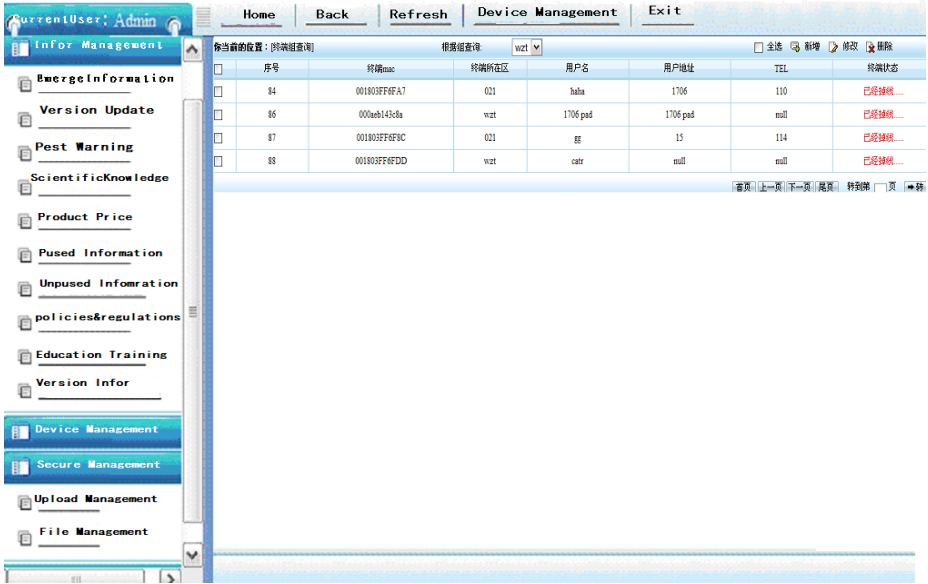 CurrentUser: Admin
Home Back Refresh Device Management Exit
Infor Management
EmergeInformation
Version Update
Pest Warning
ScientificKnowledge
Product Price
Pused Information
Unpused Infomration
policies&regulations
Education Training
Version Infor
Device Management
Secure Management
Upload Management
File Management
你当前的位置：[终端组查询] 根据组查询: wzt 全选 新增 修改 删除
序号 终端mac 终端所在区 用户名 用户地址 TEL 终端状态
84 001803FF6FA7 021 haha 1706 110 已经掉线......
86 000aeb143c8a wzt 1706 pad 1706 pad null 已经掉线......
87 001803FF6F8C 021 gg 15 114 已经掉线......
88 001803FF6FDD wzt catr null null 已经掉线......
首页 上一页 下一页 尾页 转到第 页 转